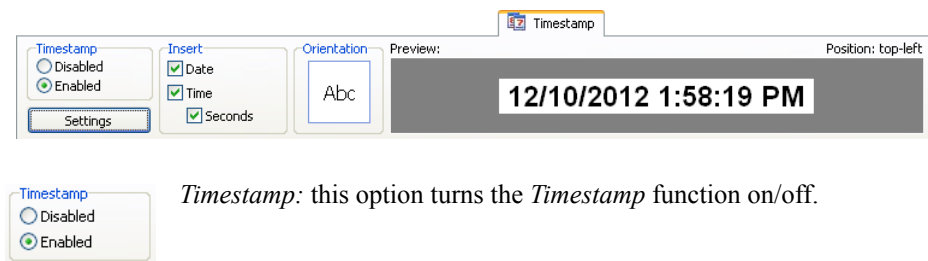 Timestamp
Timestamp Insert Orientation Preview: Position: top-left
Disabled Date
Enabled Time Abc 12/10/2012 1:58:19 PM
Settings Seconds
Timestamp Timestamp: this option turns the Timestamp function on/off.
Disabled
Enabled